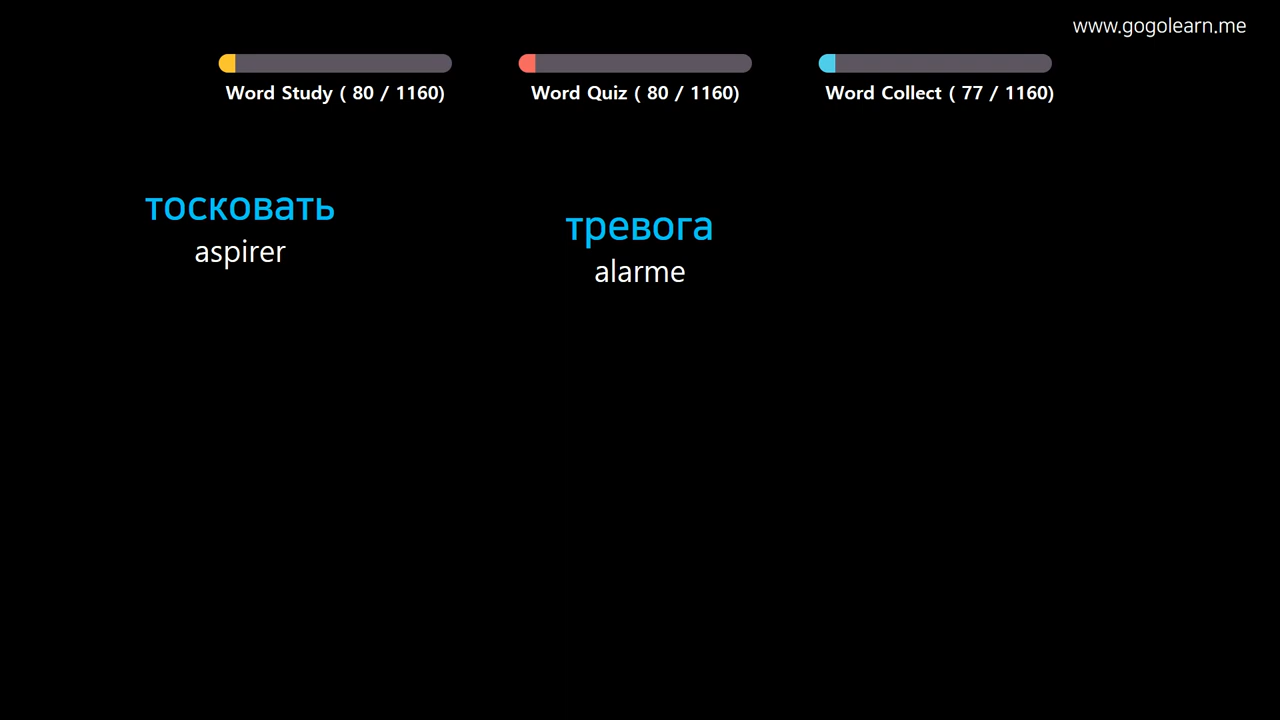 www.gogolearn.me
Word Study ( 80 / 1160)
Word Quiz ( 80 / 1160)
Word Collect ( 77 / 1160)
тосковать
aspirer
тревога
alarme